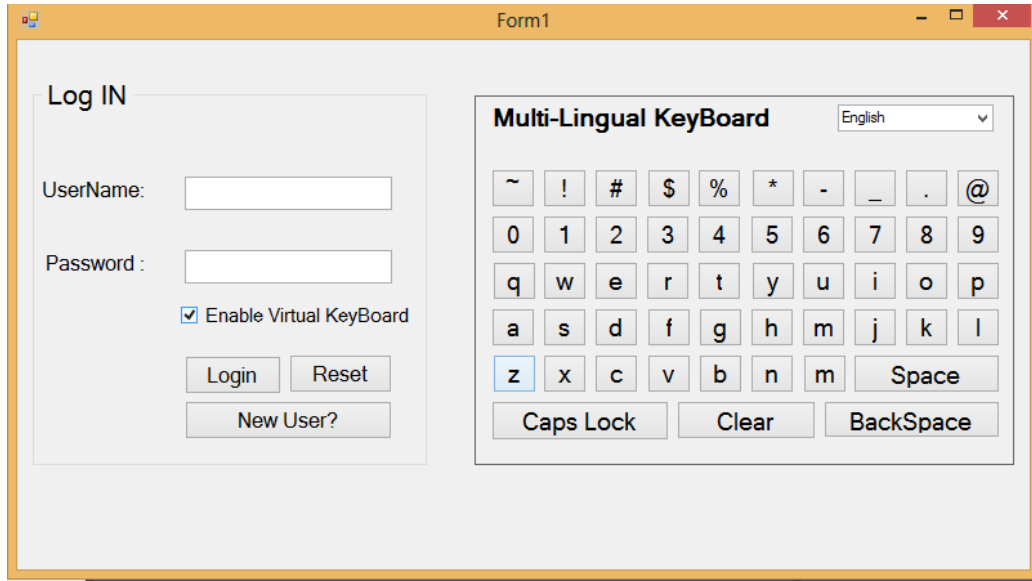 Form1
Log IN
UserName:
Password :
Enable Virtual KeyBoard
Login Reset
New User?
Multi-Lingual KeyBoard English
~ ! # $ % * - _ . @
0 1 2 3 4 5 6 7 8 9
q w e r t y u i o p
a s d f g h m j k l
z x c v b n m Space
Caps Lock Clear BackSpace